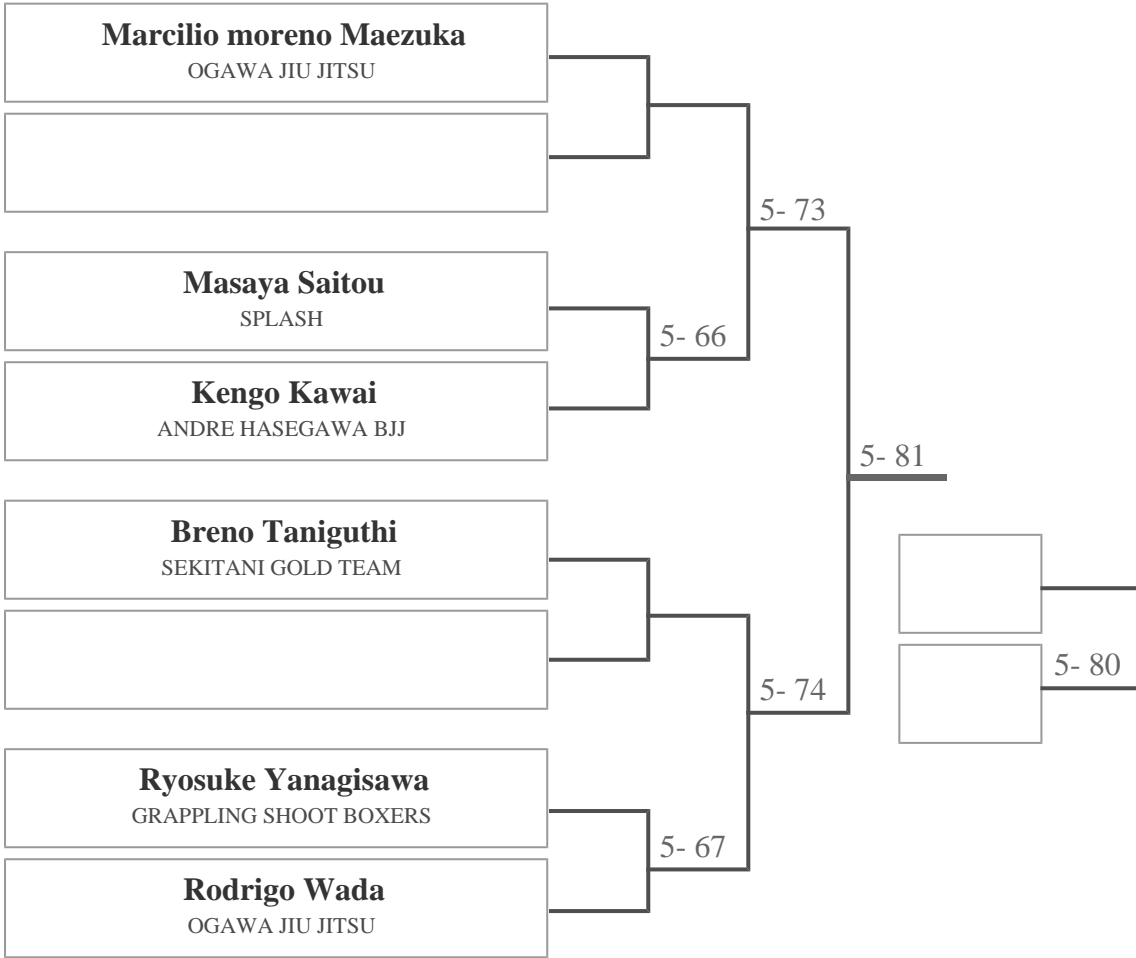 Marcilio moreno Maezuka
OGAWA JIU JITSU
5- 73
Masaya Saitou
SPLASH
5- 66
Kengo Kawai
ANDRE HASEGAWA BJJ
5- 81
Breno Taniguthi
SEKITANI GOLD TEAM
5- 80
5- 74
Ryosuke Yanagisawa
GRAPPLING SHOOT BOXERS
5- 67
Rodrigo Wada
OGAWA JIU JITSU